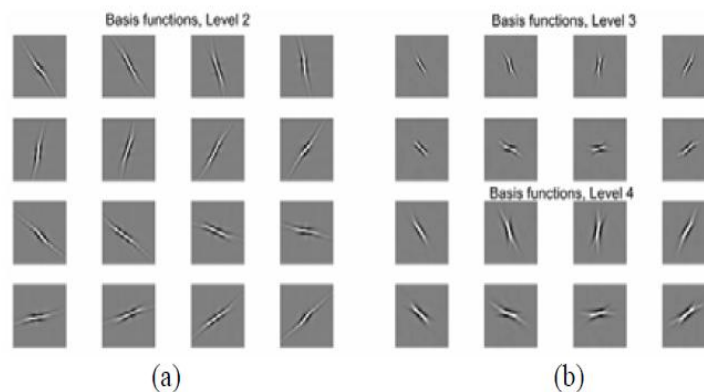 Basis functions, Level 2
Basis functions, Level 3
Basis functions, Level 4
(a)
(b)